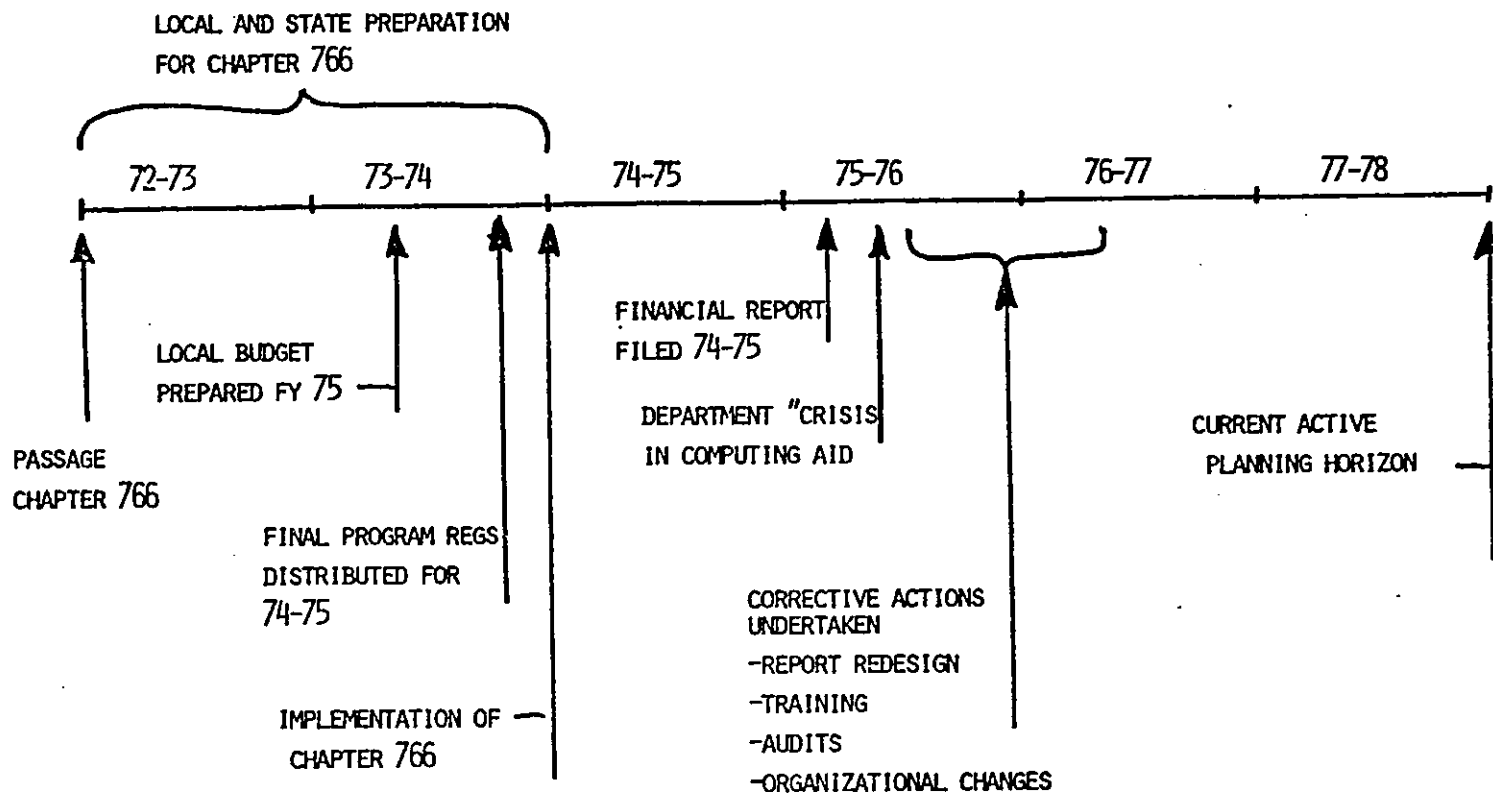 LOCAL AND STATE PREPARATION
FOR CHAPTER 766
72-73
73-74
74-75
75-76
76-77
77-78
LOCAL BUDGET
PREPARED FY 75
PASSAGE
CHAPTER 766
FINAL PROGRAM REGS
DISTRIBUTED FOR
74-75
IMPLEMENTATION OF
CHAPTER 766
FINANCIAL REPORT
FILED 74-75
DEPARTMENT "CRISIS
IN COMPUTING AID
CORRECTIVE ACTIONS
UNDERTAKEN
-REPORT REDESIGN
-TRAINING
-AUDITS
-ORGANIZATIONAL CHANGES
CURRENT ACTIVE
PLANNING HORIZON